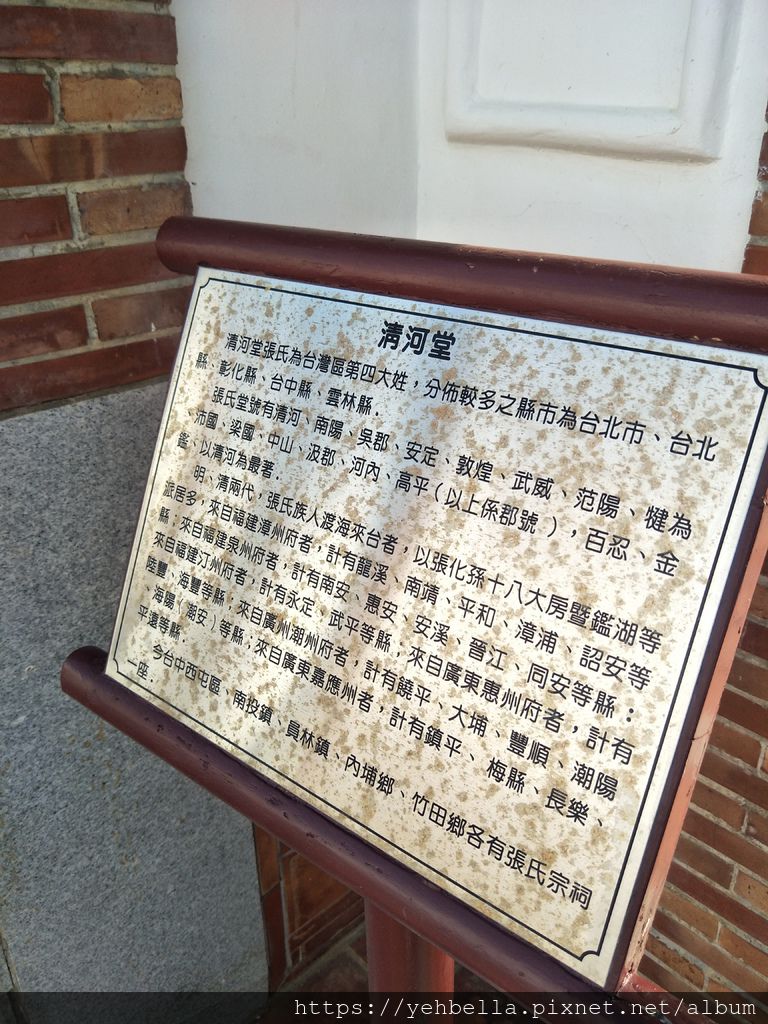 清河堂
清河堂張氏為台灣區第四大姓，分佈較多之縣市為台北市、台北
縣、彰化縣、台中縣、雲林縣．
張氏堂號有清河、南陽、吳郡、安定、敦煌、武威、范陽、犍為
、沛國、梁國、中山、汲郡、河內、高平（以上係郡號），百忍、金
鑑：以清河為最著．
明、清兩代，張氏族人渡海來台者，以張化孫十八大房暨鑑湖等
派居多，來自福建漳州府者，計有龍溪、南靖、平和、漳浦、詔安等
縣；來自福建泉州府者，計有南安、惠安、安溪、晉江、同安等縣：
來自福建汀州府者，計有永定、武平等縣；來自廣東惠州府者，計有
陸豐，海豐等縣；來自廣州潮州府者，計有饒平、大埔、豐順、潮陽
、海陽（潮安）等縣；來自廣東嘉應州者，計有鎮平、梅縣、長樂、
平遠等縣．
今台中西屯區、南投鎮、員林鎮、內埔鄉、竹田鄉各有張氏宗祠
一座．
https://yehbella.pixnet.net/album